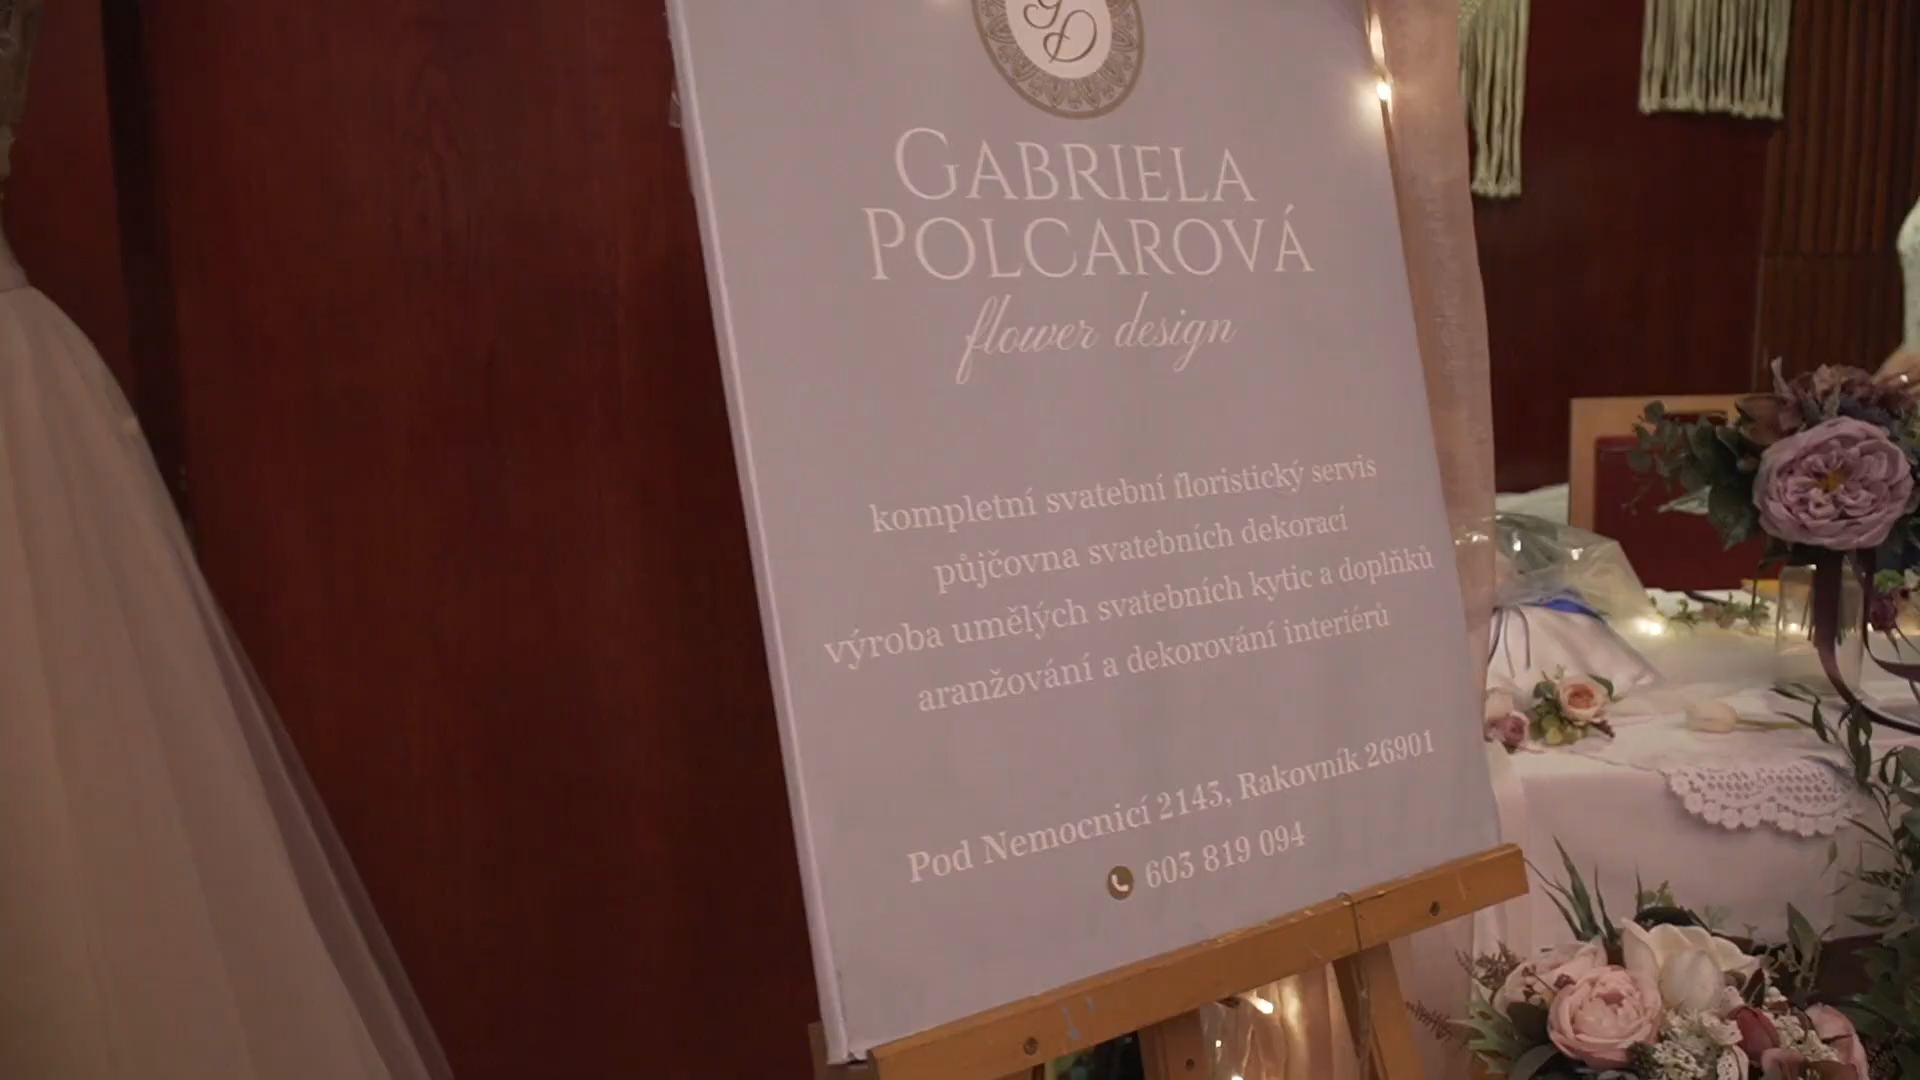 GD
GABRIELA
POLCAROVÁ
flower design
kompletní svatební floristický servis
půjčovna svatebních dekorací
výroba umělých svatebních kytic a doplňků
aranžování a dekorování interiérů
Pod Nemocnicí 2145, Rakovník 26901
603 819 094